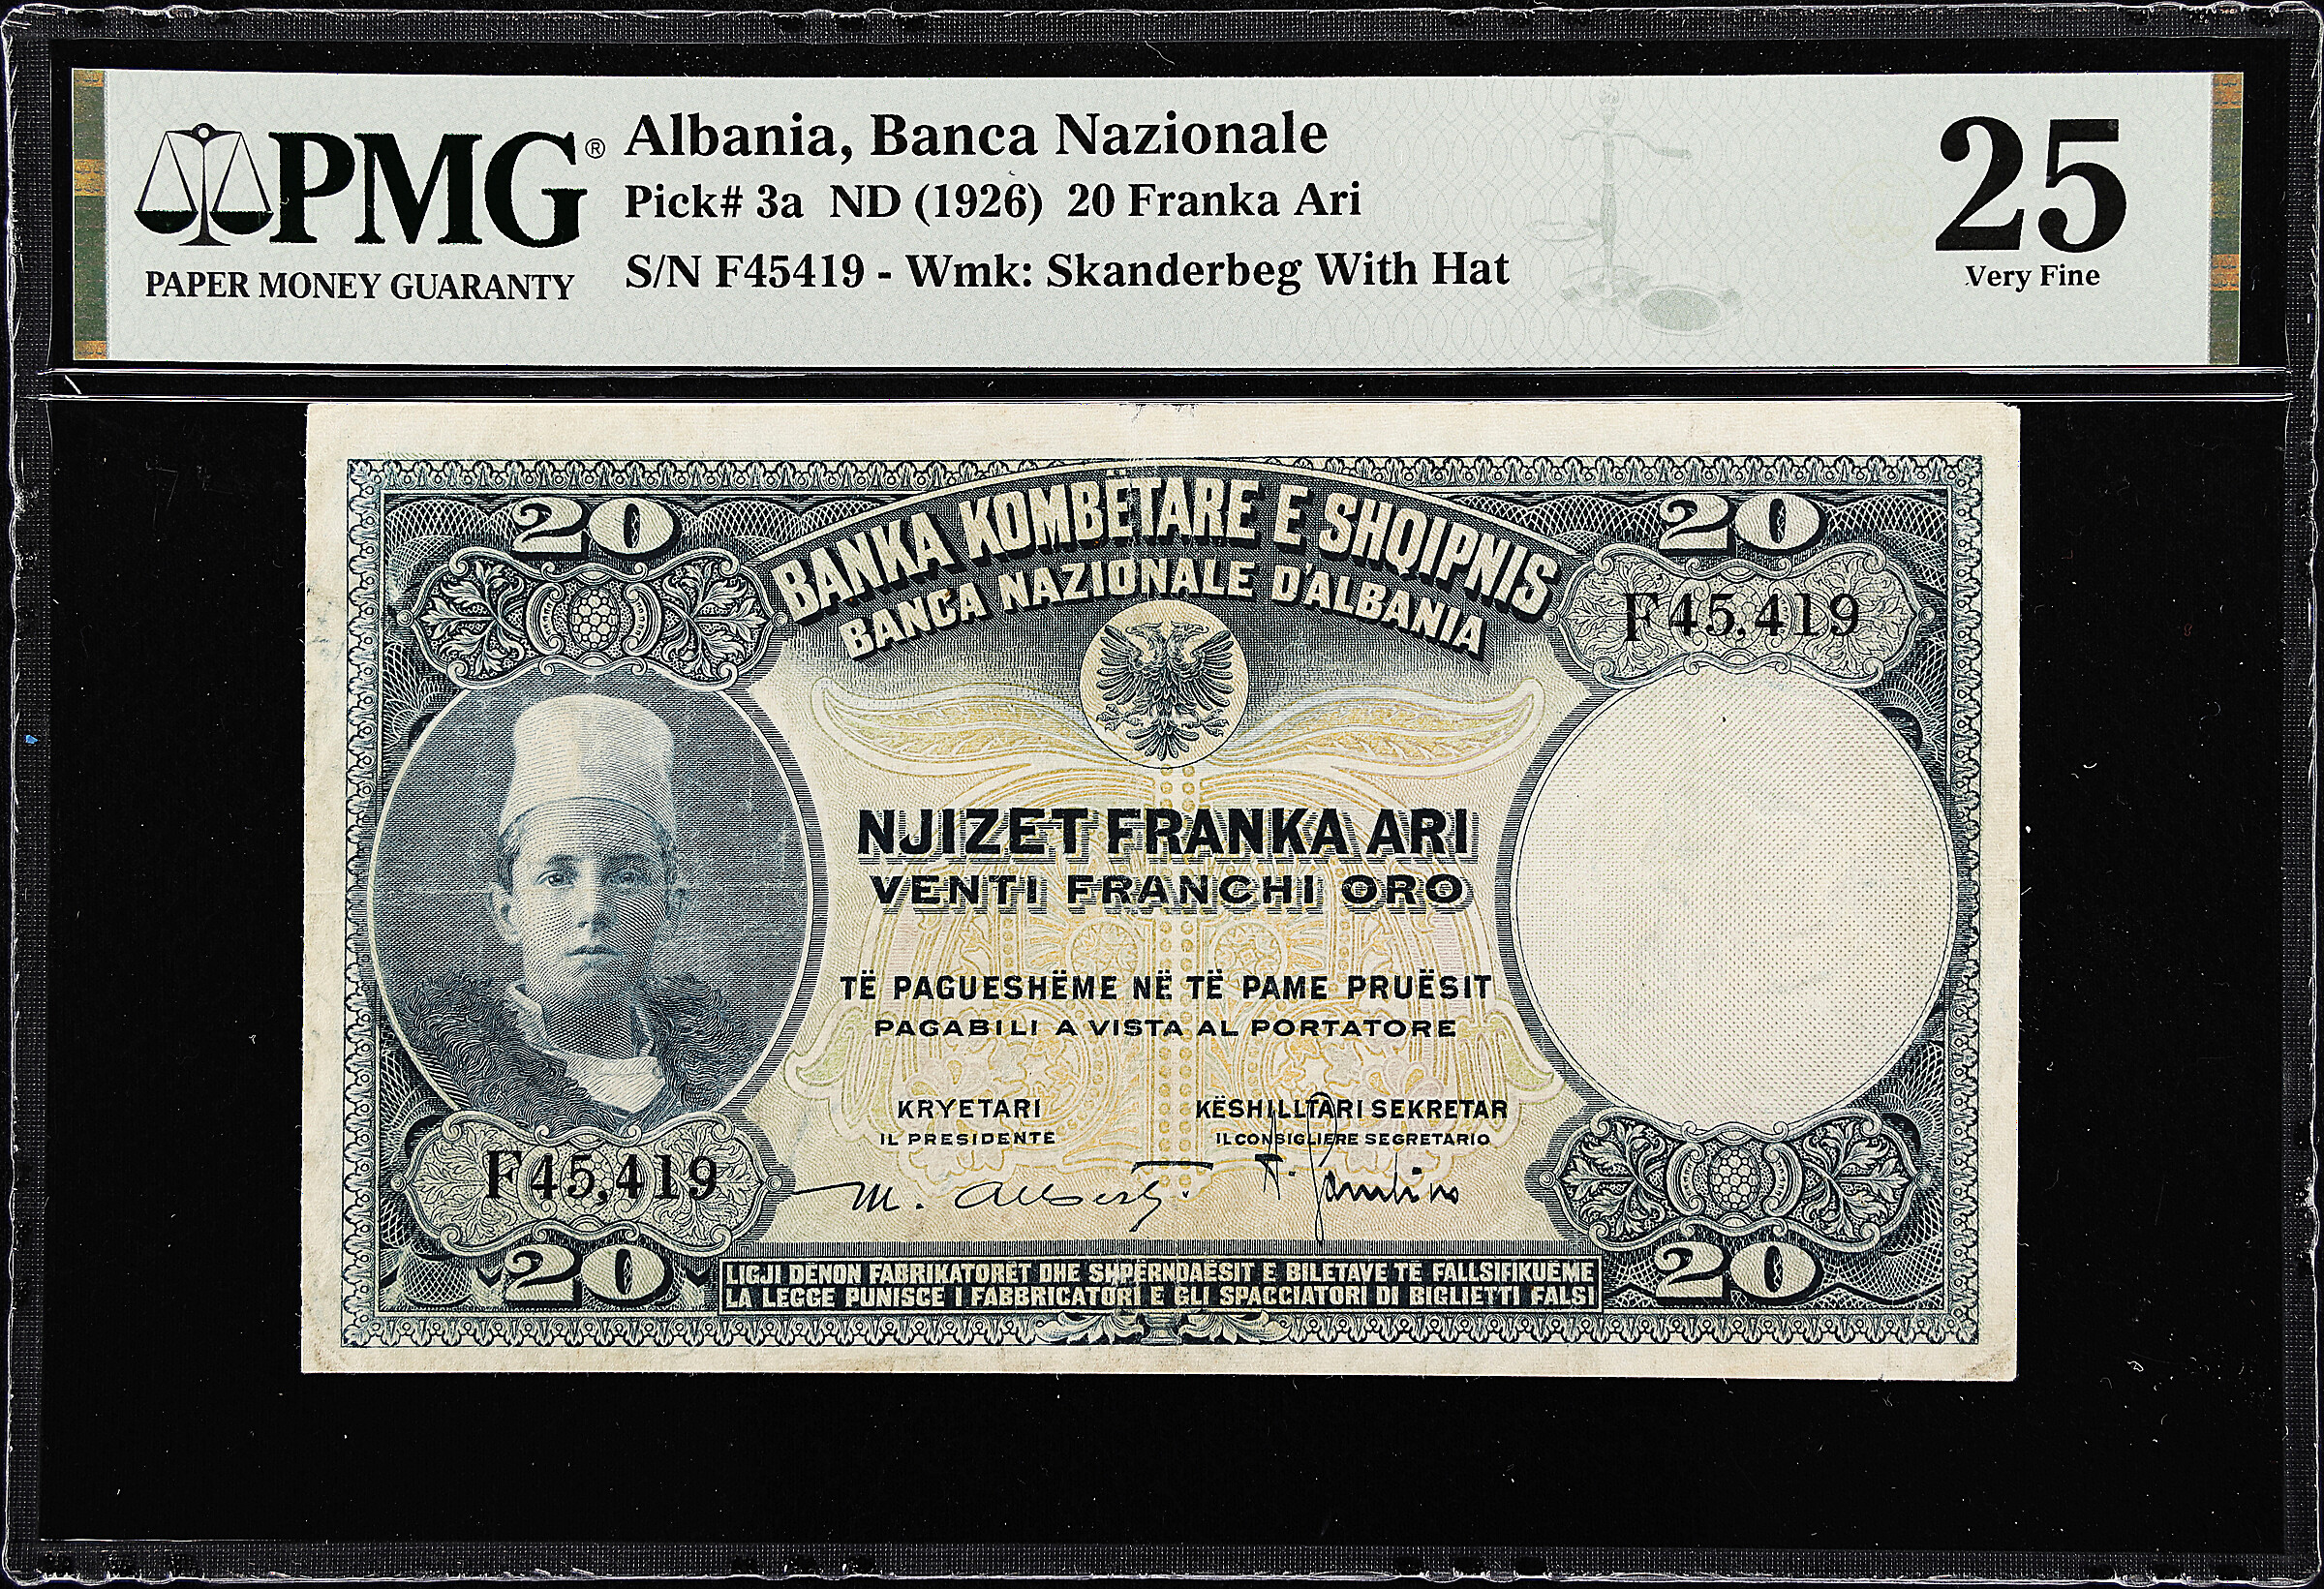 PMG®
PAPER MONEY GUARANTY
Albania, Banca Nazionale
Pick# 3a ND (1926) 20 Franka Ari
S/N F45419 - Wmk: Skanderbeg With Hat
25
Very Fine
20
20
BANKA KOMBËTARE E SHQIPNIS
BANCA NAZIONALE D'ALBANIA
F45,419
NJIZET FRANKA ARI
VENTI FRANCHI ORO
TË PAGUESHËME NË TË PAME PRUËSIT
PAGABILI A VISTA AL PORTATORE
KRYETARI
IL PRESIDENTE
KËSHILLTARI SEKRETAR
IL CONSIGLIERE SEGRETARIO
F45,419
M. Alberti
20
20
LIGJI DËNON FABRIKATORËT DHE SHPËRNDAËSIT E BILETAVE TË FALLSIFIKUËME
LA LEGGE PUNISCE I FABBRICATORI E GLI SPACCIATORI DI BIGLIETTI FALSI